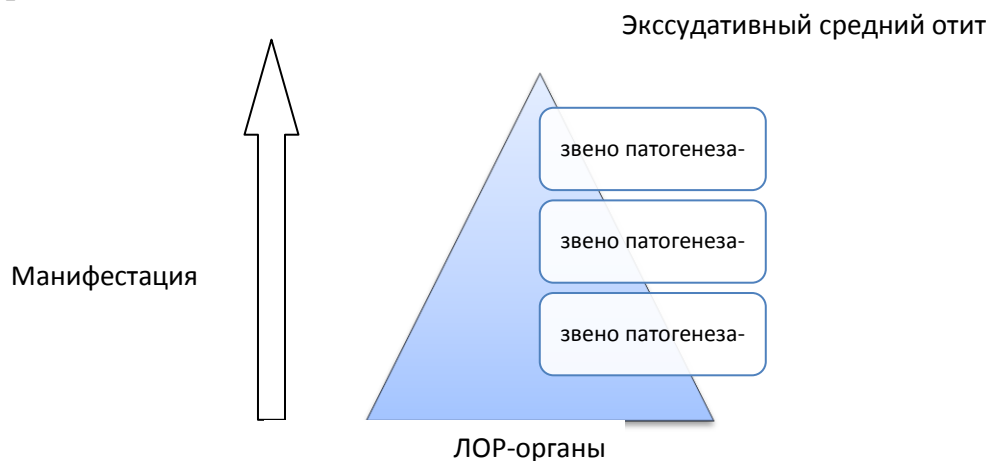 Экссудативный средний отит
звено патогенеза-
звено патогенеза-
Манифестация
звено патогенеза-
ЛОР-органы